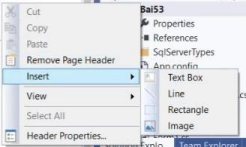 Cut
Copy
Paste
Remove Page Header
Insert
View
Select All
Header Properties...
Bai53
Properties
References
SqlServerTypes
App.config
Text Box
Line
Rectangle
Image
Team Explorer